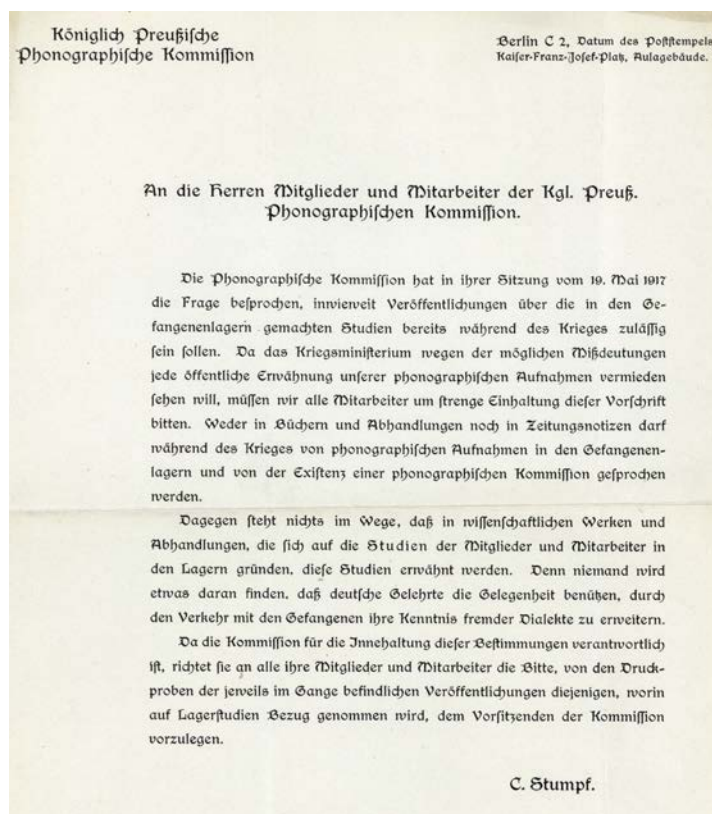 Königlich Preußische
Phonographische Kommission
Berlin C 2, Datum des Poststempels
Kaiser-Franz-Josef-Platz, Aulagebäude.
An die Herren Mitglieder und Mitarbeiter der Kgl. Preuß.
Phonographischen Kommission.
Die Phonographische Kommission hat in ihrer Sitzung vom 19. Mai 1917
die Frage besprochen, inwieweit Veröffentlichungen über die in den Ge-
fangenenlagern gemachten Studien bereits während des Krieges zulässig
sein sollen. Da das Kriegsministerium wegen der möglichen Mißdeutungen
jede öffentliche Erwähnung unserer phonographischen Aufnahmen vermieden
sehen will, müssen wir alle Mitarbeiter um strenge Einhaltung dieser Vorschrift
bitten. Weder in Büchern und Abhandlungen noch in Zeitungsnotizen darf
während des Krieges von phonographischen Aufnahmen in den Gefangenen-
lagern und von der Existenz einer phonographischen Kommission gesprochen
werden.
Dagegen steht nichts im Wege, daß in wissenschaftlichen Werken und
Abhandlungen, die sich auf die Studien der Mitglieder und Mitarbeiter in
den Lagern gründen, diese Studien erwähnt werden. Denn niemand wird
etwas daran finden, daß deutsche Gelehrte die Gelegenheit benützen, durch
den Verkehr mit den Gefangenen ihre Kenntnis fremder Dialekte zu erweitern.
Da die Kommission für die Innehaltung dieser Bestimmungen verantwortlich
ist, richtet sie an alle ihre Mitglieder und Mitarbeiter die Bitte, von den Druck-
proben der jeweils im Gange befindlichen Veröffentlichungen diejenigen, worin
auf Lagerstudien Bezug genommen wird, dem Vorsitzenden der Kommission
vorzulegen.
C. Stumpf.